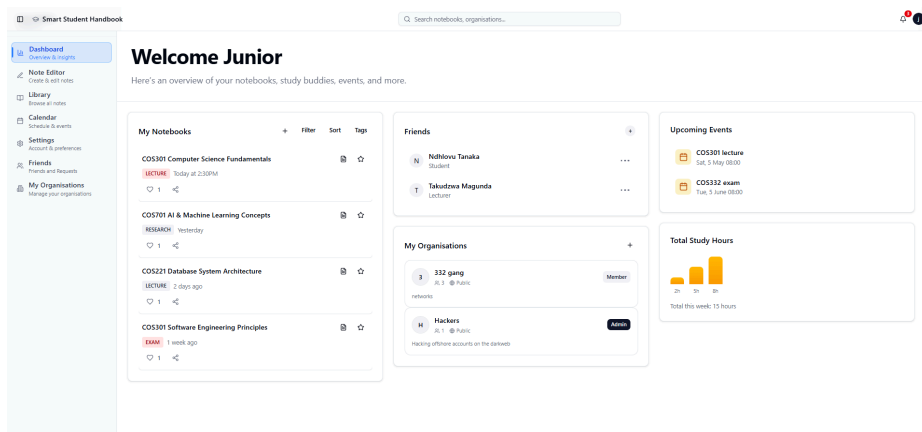 Smart Student Handbook
Search notebooks, organisations...
J
Dashboard
Overview & insights
Note Editor
Create & edit notes
Library
Browse all notes
Calendar
Schedule & events
Settings
Account & preferences
Friends
Friends and Requests
My Organisations
Manage your organisations
Welcome Junior
Here's an overview of your notebooks, study buddies, events, and more.
My Notebooks
+ Filter Sort Tags
COS301 Computer Science Fundamentals
LECTURE Today at 2:30PM
1
COS701 AI & Machine Learning Concepts
RESEARCH Yesterday
1
COS221 Database System Architecture
LECTURE 2 days ago
1
COS301 Software Engineering Principles
EXAM 1 week ago
1
Friends +
N Ndhlovu Tanaka
Student
...
T Takudzwa Magunda
Lecturer
...
My Organisations +
3 332 gang
3 Public
Member
networks
H Hackers
1 Public
Admin
Hacking offshore accounts on the darkweb
Upcoming Events
COS301 lecture
Sat, 5 May 08:00
COS332 exam
Tue, 5 June 08:00
Total Study Hours
2h 5h 8h
Total this week: 15 hours